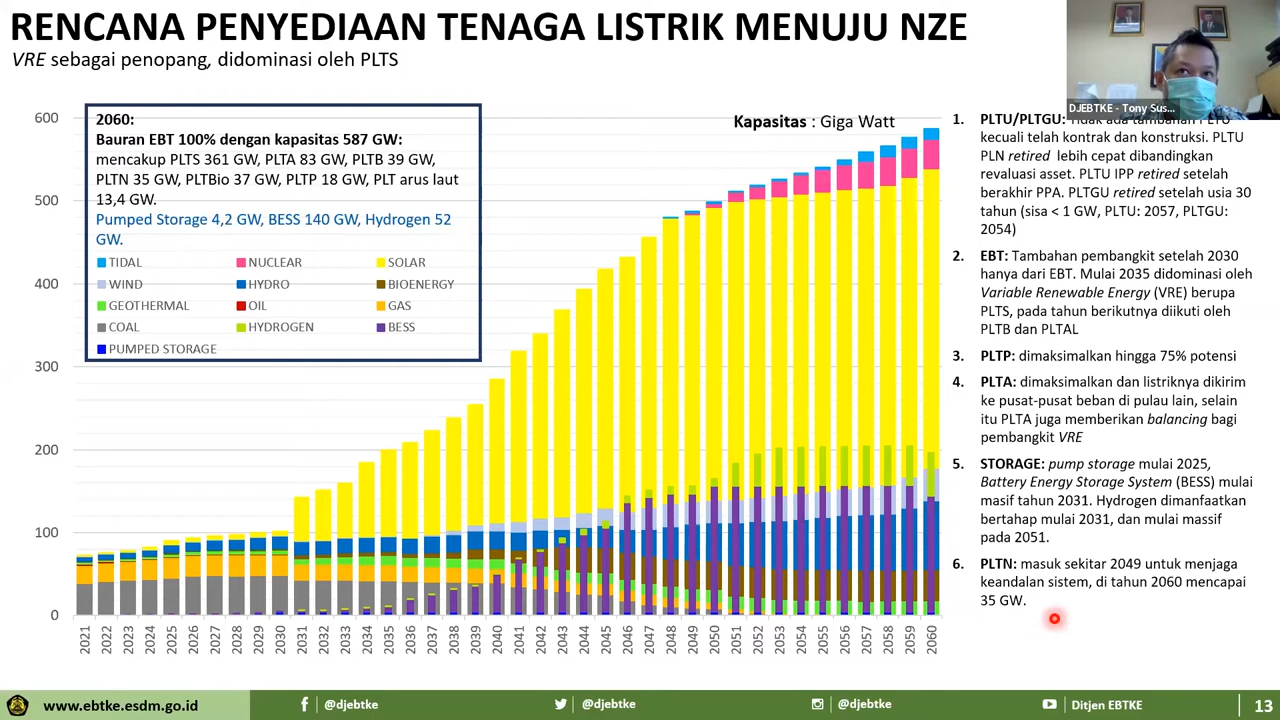 RENCANA PENYEDIAAN TENAGA LISTRIK MENUJU NZE
VRE sebagai penopang, didominasi oleh PLTS
DJEBTKE - Tony Sus...
2060:
Bauran EBT 100% dengan kapasitas 587 GW:
mencakup PLTS 361 GW, PLTA 83 GW, PLTB 39 GW,
PLTN 35 GW, PLTBio 37 GW, PLTP 18 GW, PLT arus laut
13,4 GW.
Pumped Storage 4,2 GW, BESS 140 GW, Hydrogen 52
GW.
TIDAL NUCLEAR SOLAR
WIND HYDRO BIOENERGY
GEOTHERMAL OIL GAS
COAL HYDROGEN BESS
PUMPED STORAGE
Kapasitas : Giga Watt
600
500
400
300
200
100
0
2021 2022 2023 2024 2025 2026 2027 2028 2029 2030 2031 2032 2033 2034 2035 2036 2037 2038 2039 2040 2041 2042 2043 2044 2045 2046 2047 2048 2049 2050 2051 2052 2053 2054 2055 2056 2057 2058 2059 2060
1. PLTU/PLTGU: Tidak ada tambahan PLTU
kecuali telah kontrak dan konstruksi. PLTU
PLN retired lebih cepat dibandingkan
revaluasi asset. PLTU IPP retired setelah
berakhir PPA. PLTGU retired setelah usia 30
tahun (sisa < 1 GW, PLTU: 2057, PLTGU:
2054)
2. EBT: Tambahan pembangkit setelah 2030
hanya dari EBT. Mulai 2035 didominasi oleh
Variable Renewable Energy (VRE) berupa
PLTS, pada tahun berikutnya diikuti oleh
PLTB dan PLTAL
3. PLTP: dimaksimalkan hingga 75% potensi
4. PLTA: dimaksimalkan dan listriknya dikirim
ke pusat-pusat beban di pulau lain, selain
itu PLTA juga memberikan balancing bagi
pembangkit VRE
5. STORAGE: pump storage mulai 2025,
Battery Energy Storage System (BESS) mulai
masif tahun 2031. Hydrogen dimanfaatkan
bertahap mulai 2031, dan mulai massif
pada 2051.
6. PLTN: masuk sekitar 2049 untuk menjaga
keandalan sistem, di tahun 2060 mencapai
35 GW.
www.ebtke.esdm.go.id @djebtke @djebtke @djebtke Ditjen EBTKE 13